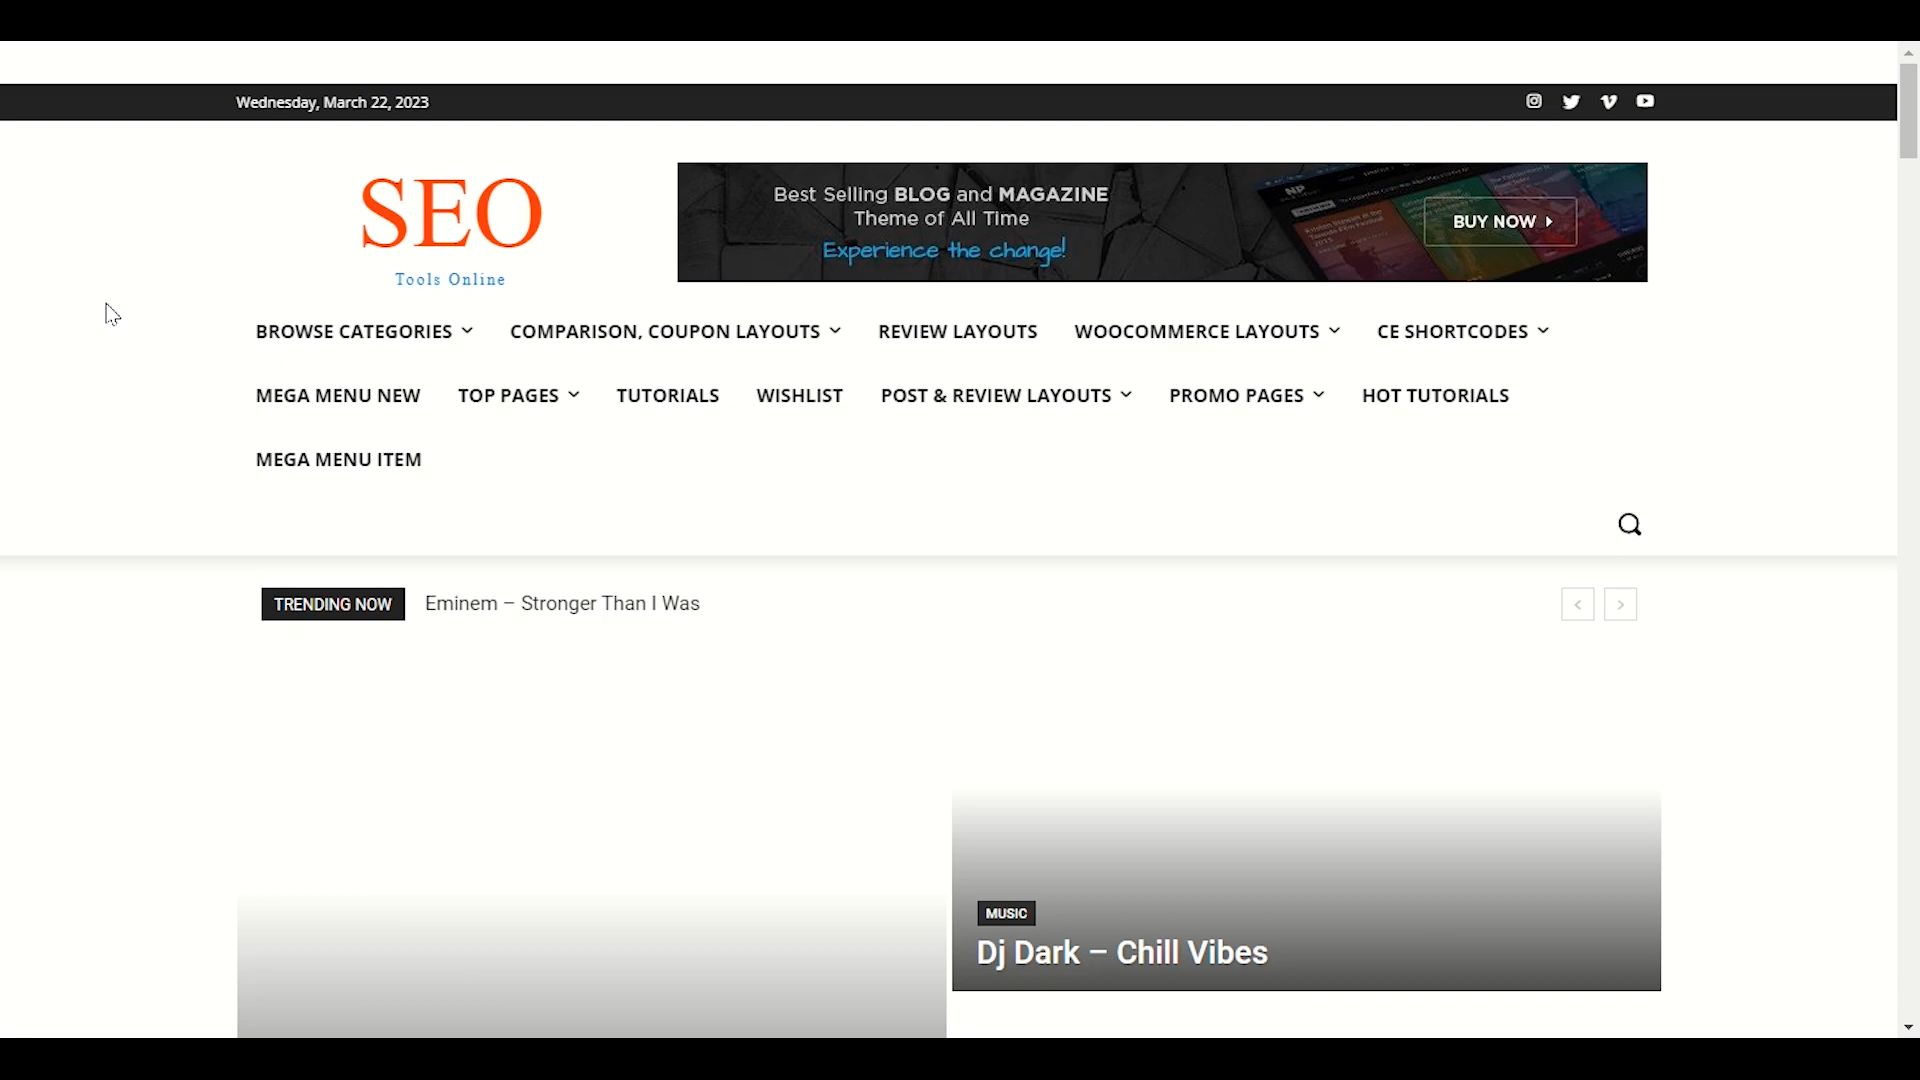 Wednesday, March 22, 2023
SEO
Tools Online
Best Selling BLOG and MAGAZINE
Theme of All Time
Experience the change!
BUY NOW
BROWSE CATEGORIES COMPARISON, COUPON LAYOUTS REVIEW LAYOUTS WOOCOMMERCE LAYOUTS CE SHORTCODES
MEGA MENU NEW TOP PAGES TUTORIALS WISHLIST POST & REVIEW LAYOUTS PROMO PAGES HOT TUTORIALS
MEGA MENU ITEM
TRENDING NOW Eminem – Stronger Than I Was
MUSIC
Dj Dark – Chill Vibes